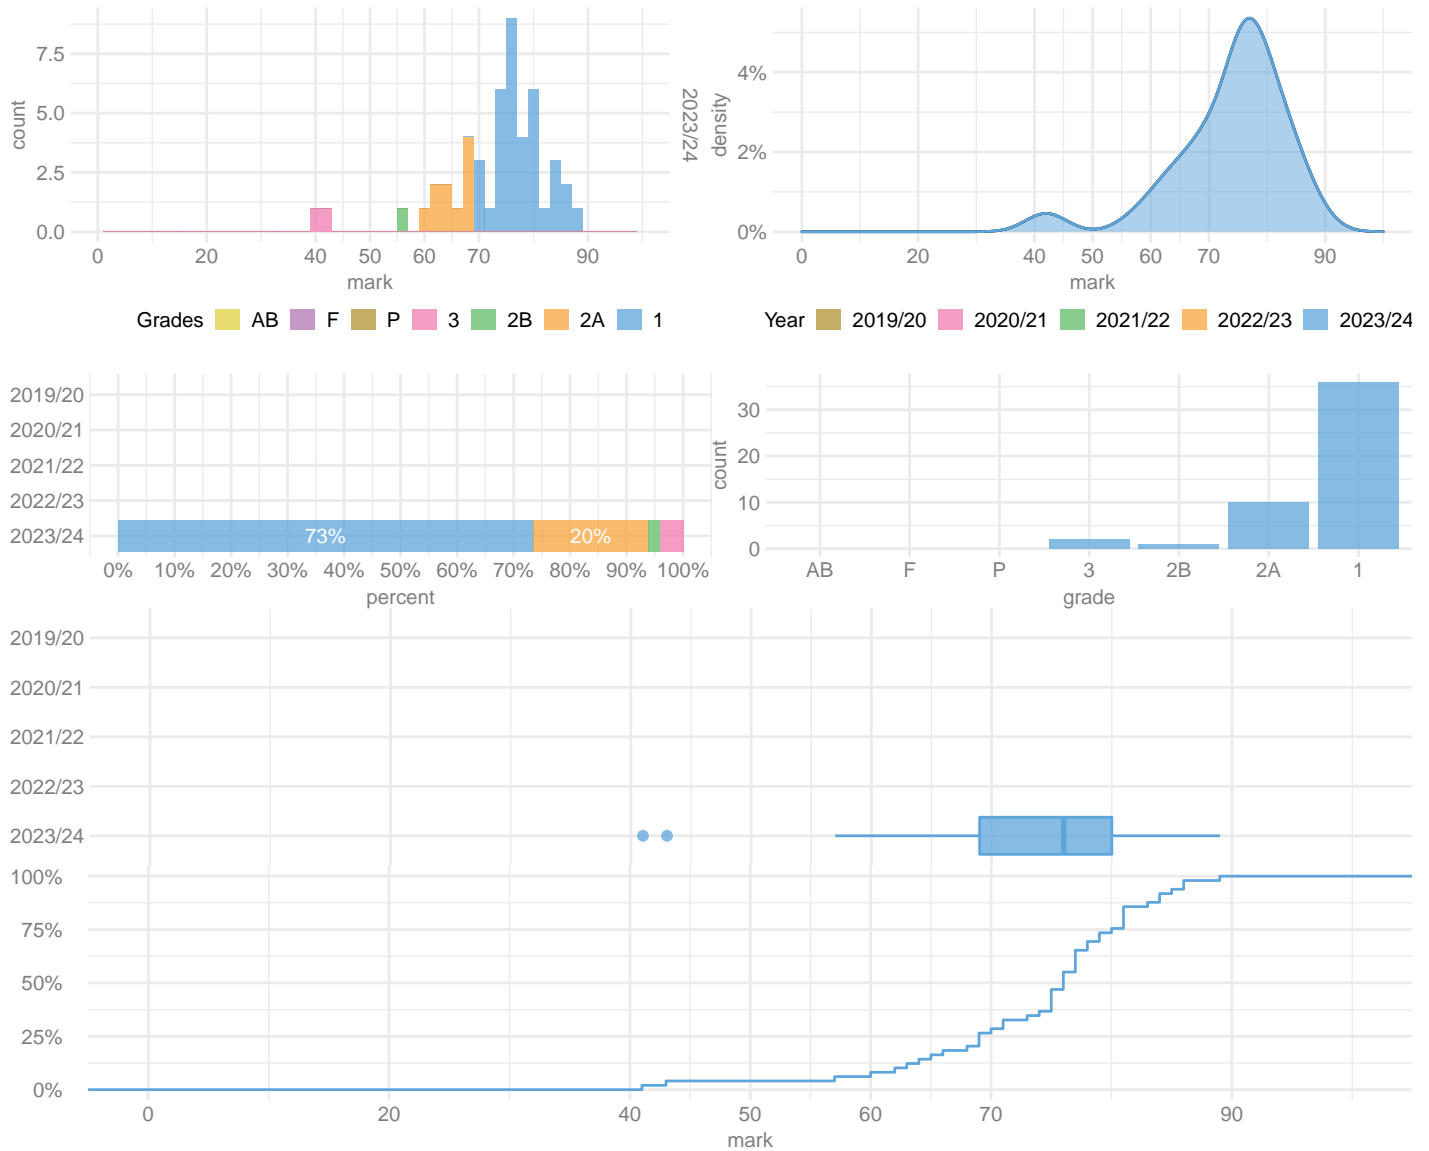 7.5
5.0
2.5
0.0
count
0 20 40 50 60 70 90
mark
2023/24
4%
2%
0%
density
0 20 40 50 60 70 90
mark
Grades AB F P 3 2B 2A 1
Year 2019/20 2020/21 2021/22 2022/23 2023/24
2019/20
2020/21
2021/22
2022/23
2023/24
73% 20%
0% 10% 20% 30% 40% 50% 60% 70% 80% 90% 100%
percent
30
20
10
0
count
AB F P 3 2B 2A 1
grade
2019/20
2020/21
2021/22
2022/23
2023/24
100%
75%
50%
25%
0%
0 20 40 50 60 70 90
mark